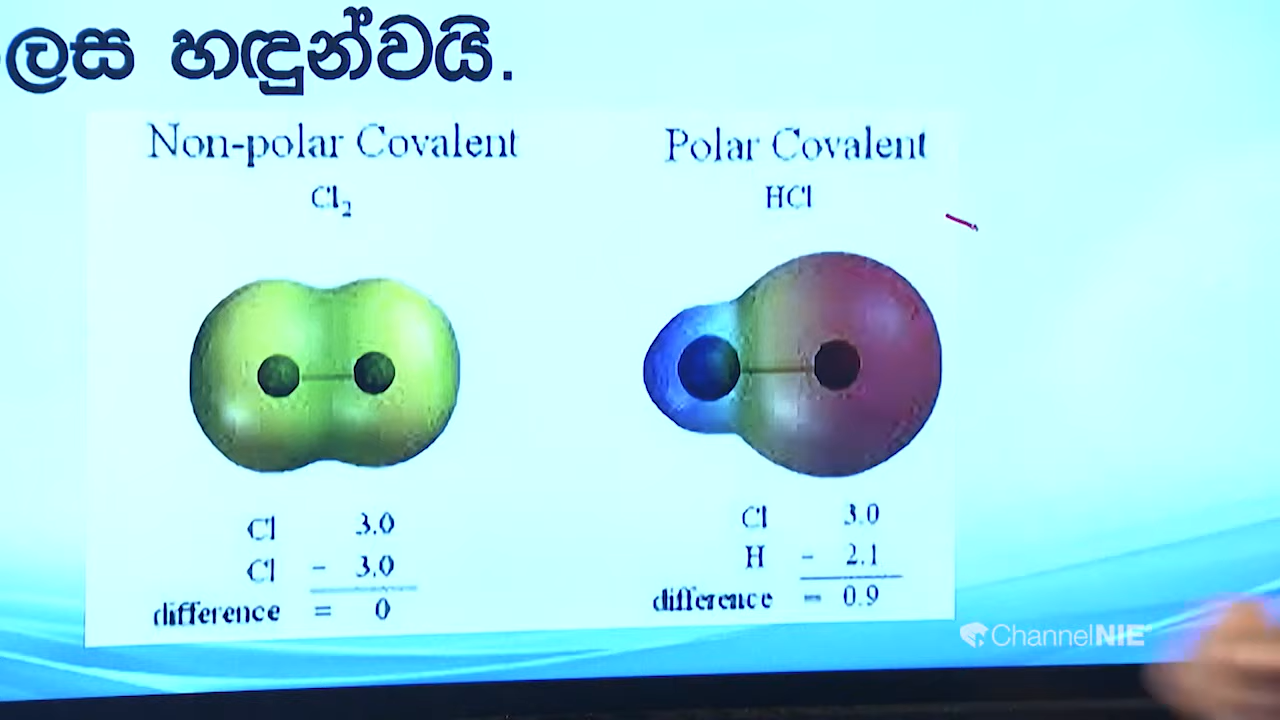 ලෙස හඳුන්වයි.
Non-polar Covalent
Cl₂
Cl 3.0
Cl - 3.0
difference = 0
Polar Covalent
HCl
Cl 3.0
H - 2.1
difference = 0.9
ChannelNIE